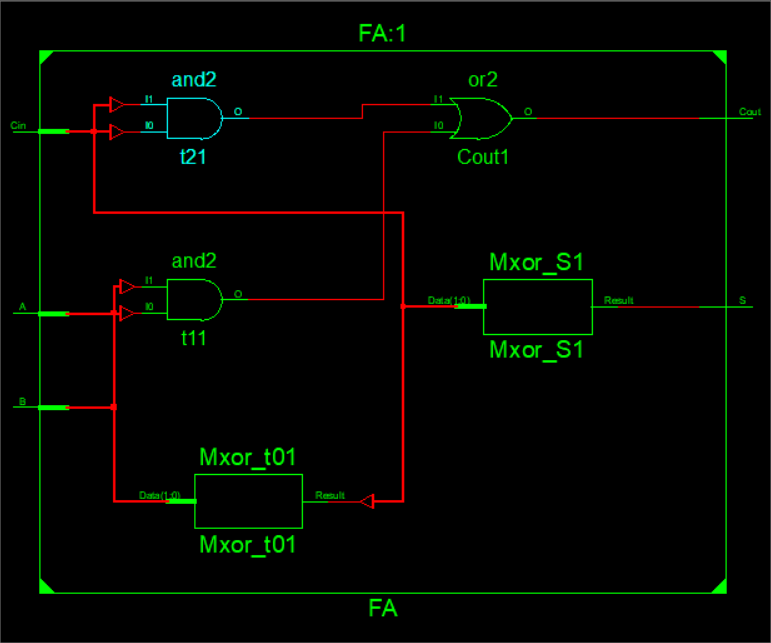 FA:1
and2
or2
I1
O
I1
O
Cout
Cin
I0
I0
t21
Cout1
and2
Mxor_S1
I1
O
A
I0
Data(1:0)
Result
S
t11
Mxor_S1
B
Mxor_t01
Data(1:0)
Result
Mxor_t01
FA